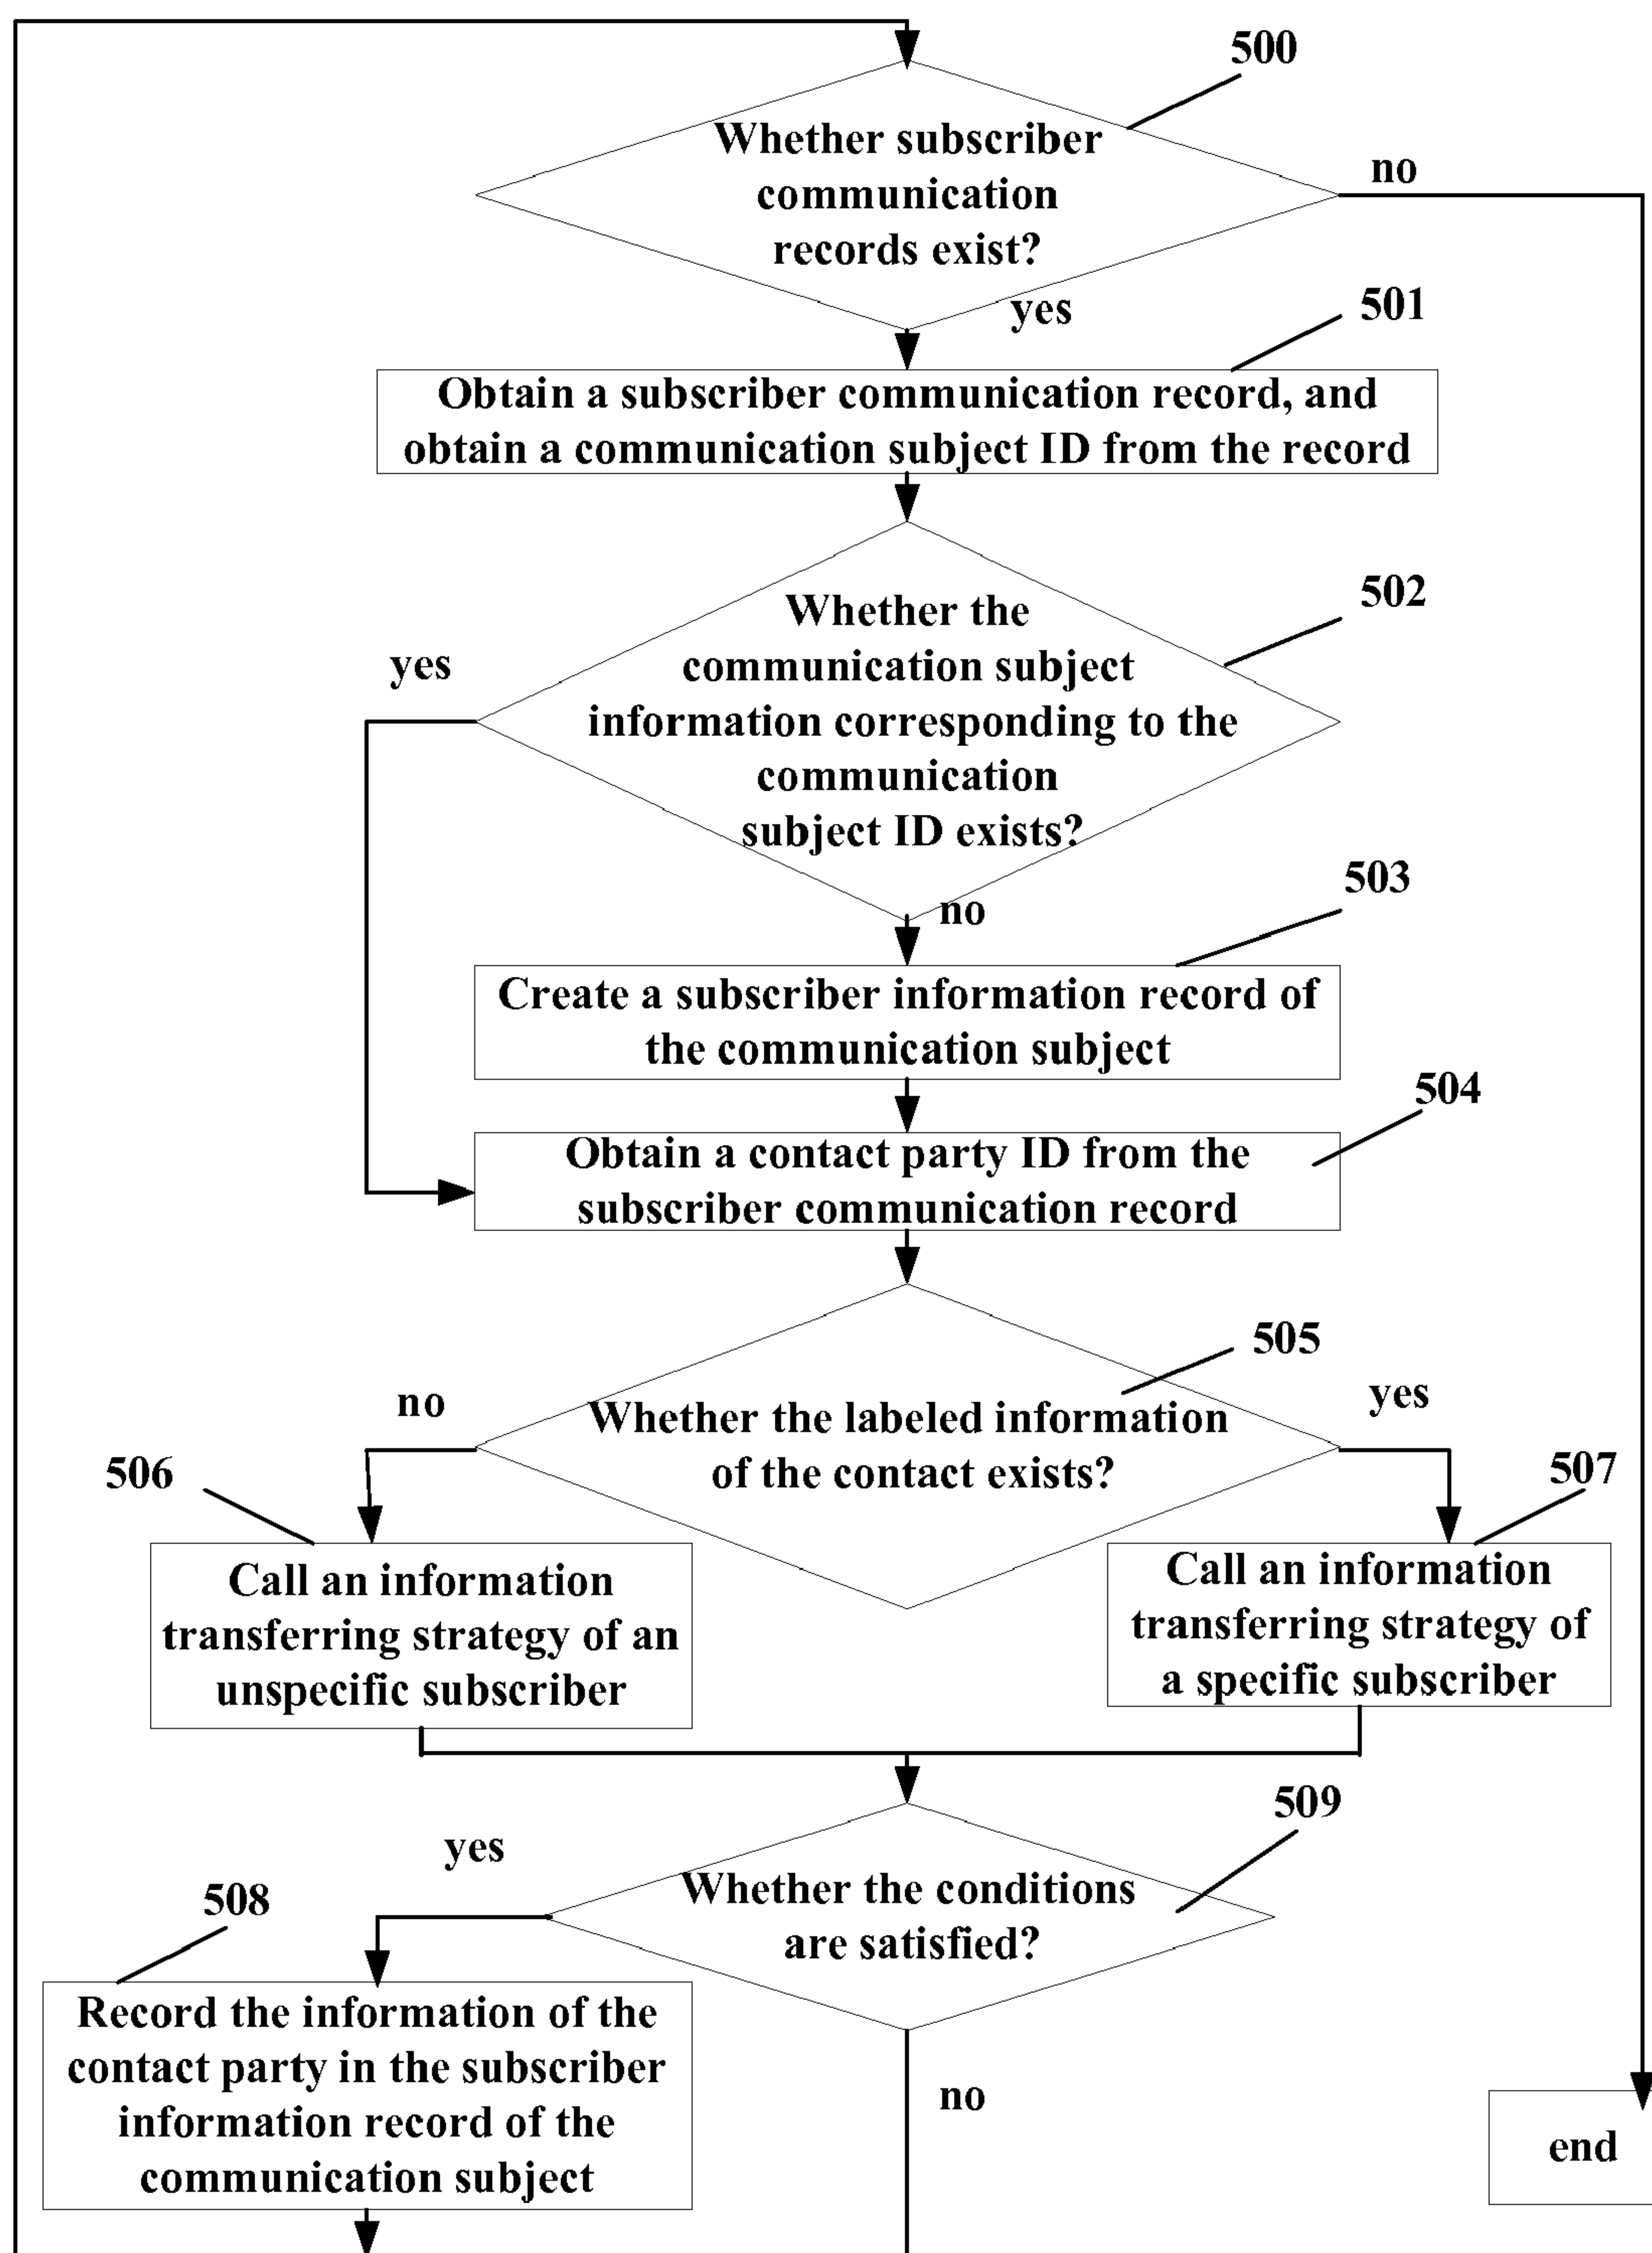 500
Whether subscriber
communication
records exist?
no
yes
501
Obtain a subscriber communication record, and
obtain a communication subject ID from the record
502
Whether the
communication subject
information corresponding to the
communication
subject ID exists?
yes
503
no
Create a subscriber information record of
the communication subject
504
Obtain a contact party ID from the
subscriber communication record
505
no
yes
Whether the labeled information
of the contact exists?
506
507
Call an information
transferring strategy of an
unspecific subscriber
Call an information
transferring strategy of
a specific subscriber
509
yes
Whether the conditions
are satisfied?
508
Record the information of the
contact party in the subscriber
information record of the
communication subject
no
end